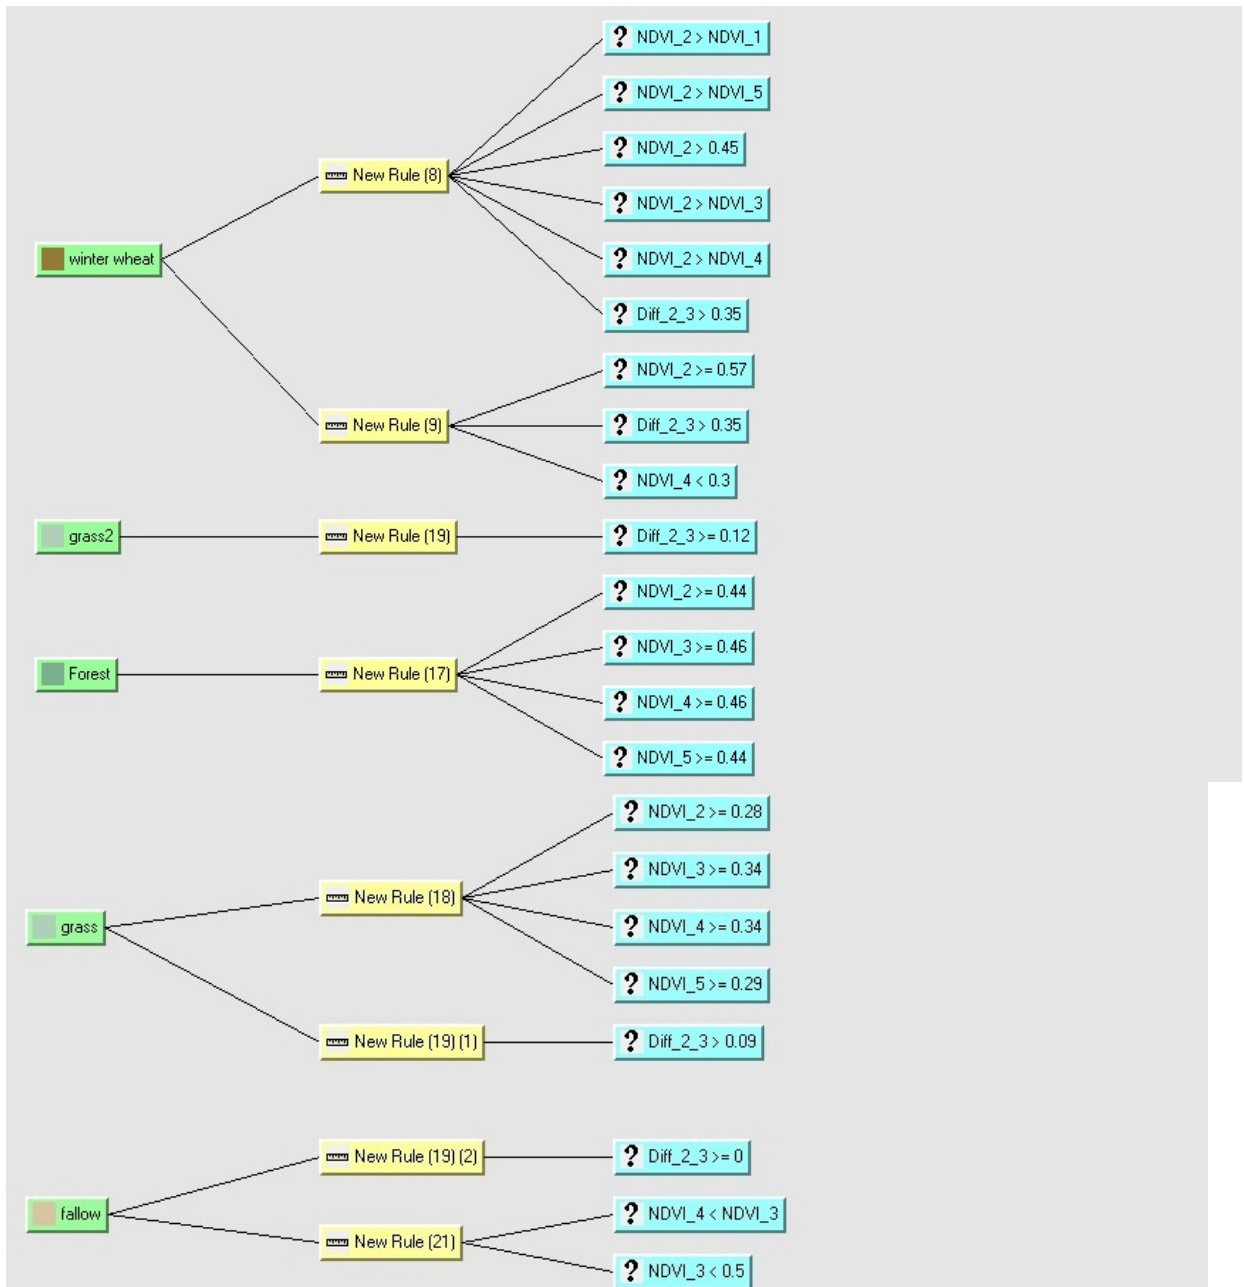 NDVI_2 > NDVI_1
NDVI_2 > NDVI_5
NDVI_2 > 0.45
New Rule (8)
NDVI_2 > NDVI_3
winter wheat
NDVI_2 > NDVI_4
Diff_2_3 > 0.35
NDVI_2 >= 0.57
New Rule (9)
Diff_2_3 > 0.35
NDVI_4 < 0.3
grass2
New Rule (19)
Diff_2_3 >= 0.12
NDVI_2 >= 0.44
NDVI_3 >= 0.46
Forest
New Rule (17)
NDVI_4 >= 0.46
NDVI_5 >= 0.44
NDVI_2 >= 0.28
NDVI_3 >= 0.34
New Rule (18)
grass
NDVI_4 >= 0.34
NDVI_5 >= 0.29
New Rule (19) (1)
Diff_2_3 > 0.09
New Rule (19) (2)
Diff_2_3 >= 0
fallow
NDVI_4 < NDVI_3
New Rule (21)
NDVI_3 < 0.5